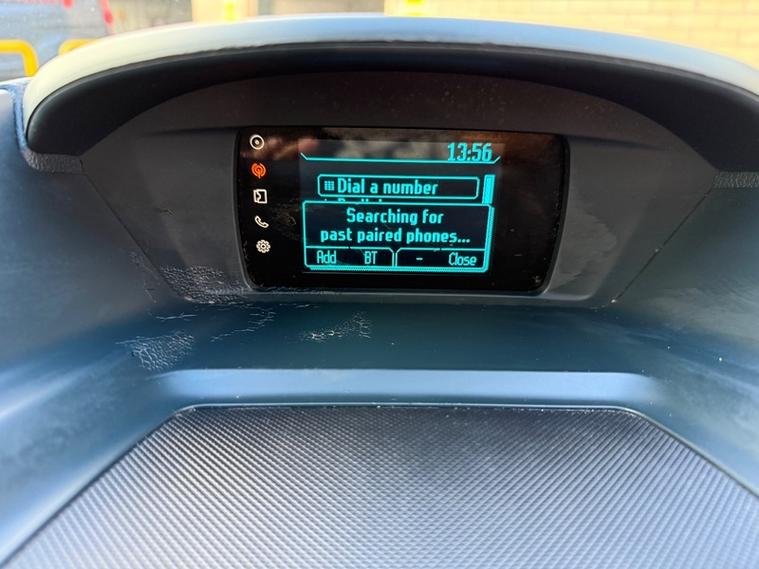 13:56
Dial a number
Searching for
past paired phones...
Add BT - Close